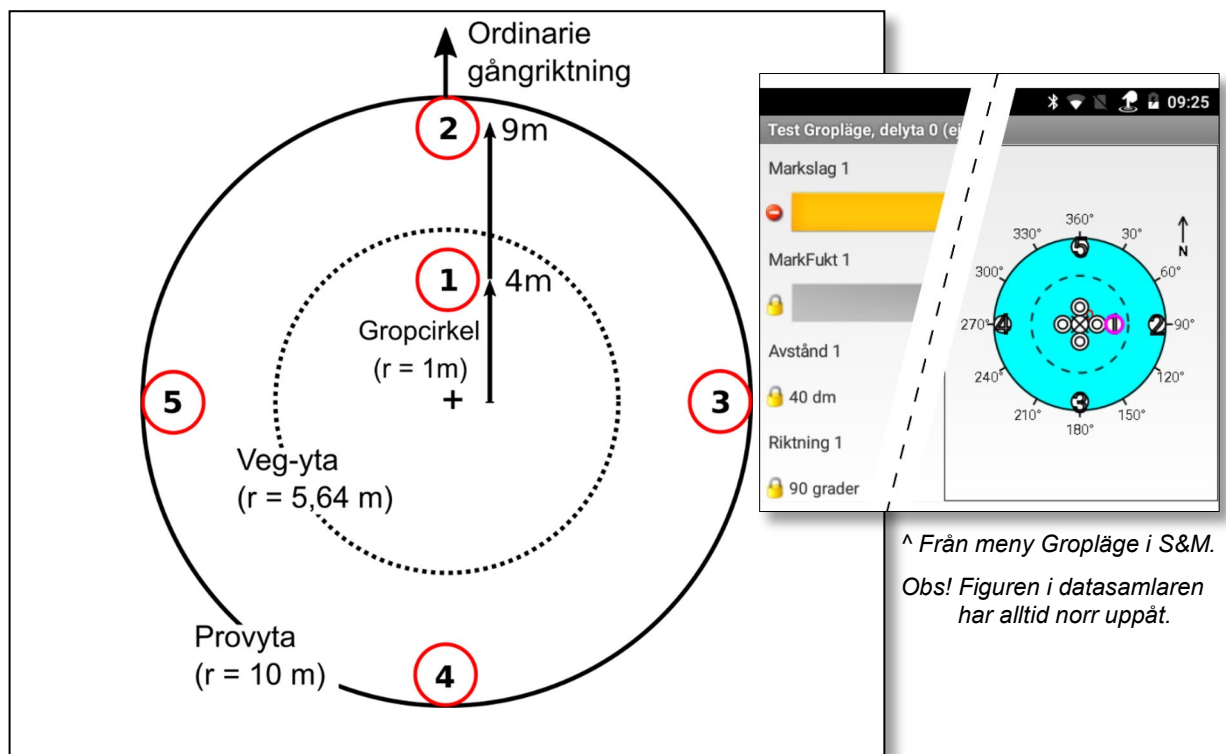 Ordinarie
gångriktning
2
9m
1
4m
Gropcirkel
(r = 1m)
+
5
3
Veg-yta
(r = 5,64 m)
Provyta
(r = 10 m)
4
09:25
Test Gropläge, delyta 0 (ej
Markslag 1
MarkFukt 1
Avstånd 1
40 dm
Riktning 1
90 grader
360°
330°
30°
N
300°
60°
5
270°
4
1
2
90°
240°
120°
3
210°
150°
180°
^ Från meny Gropläge i S&M.
Obs! Figuren i datasamlaren
har alltid norr uppåt.